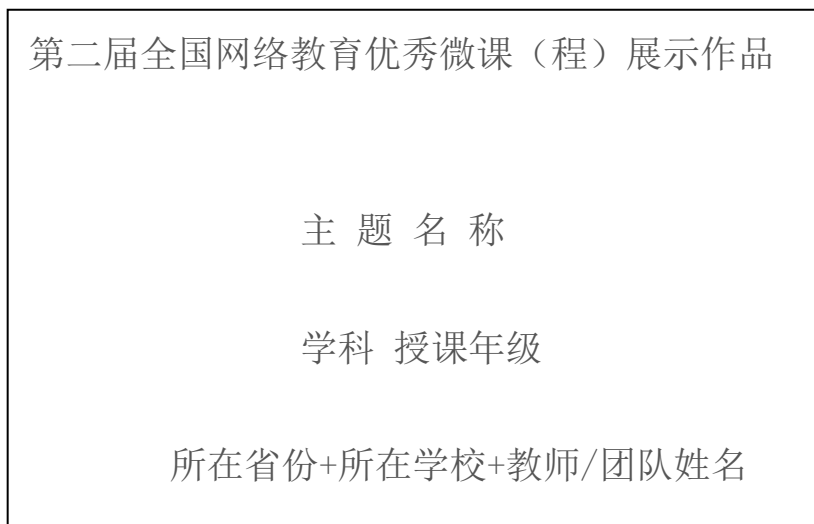 第二届全国网络教育优秀微课（程）展示作品
主 题 名 称
学科 授课年级
所在省份+所在学校+教师/团队姓名